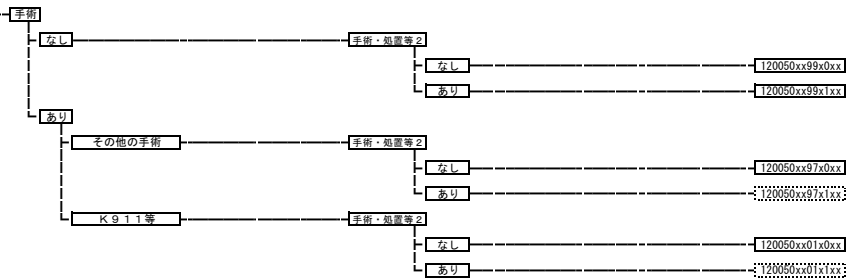 手術
なし 手術・処置等２
なし 120050xx99x0xx
あり 120050xx99x1xx
あり
その他の手術 手術・処置等２
なし 120050xx97x0xx
あり 120050xx97x1xx
Ｋ９１１等 手術・処置等２
なし 120050xx01x0xx
あり 120050xx01x1xx